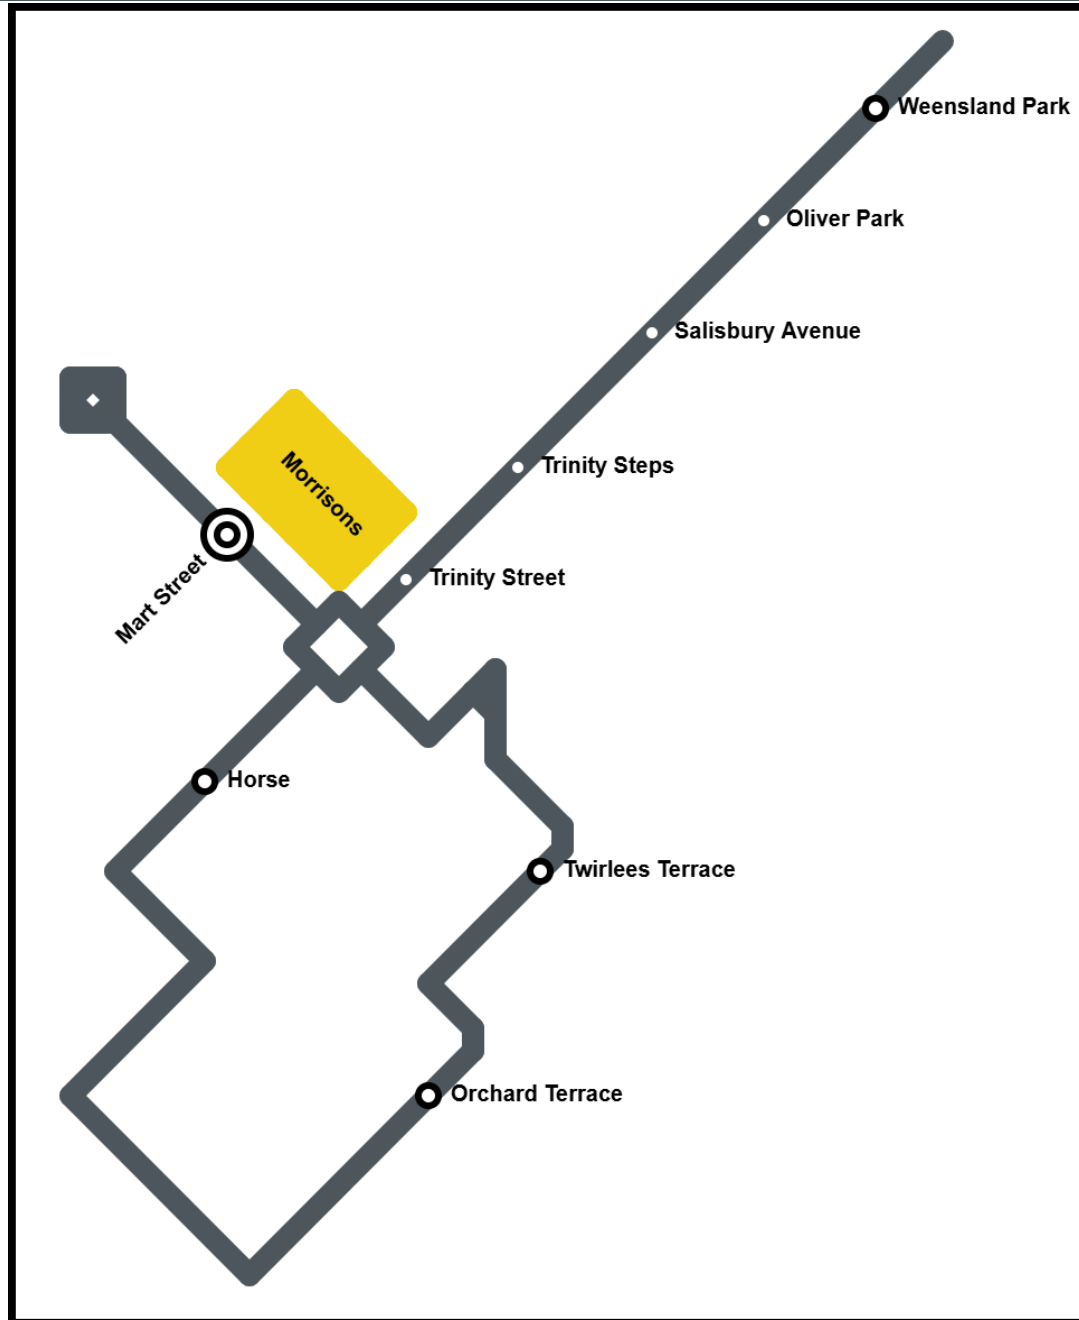 Weensland Park
Oliver Park
Salisbury Avenue
Trinity Steps
Morrisons
Trinity Street
Mart Street
Horse
Twirlees Terrace
Orchard Terrace